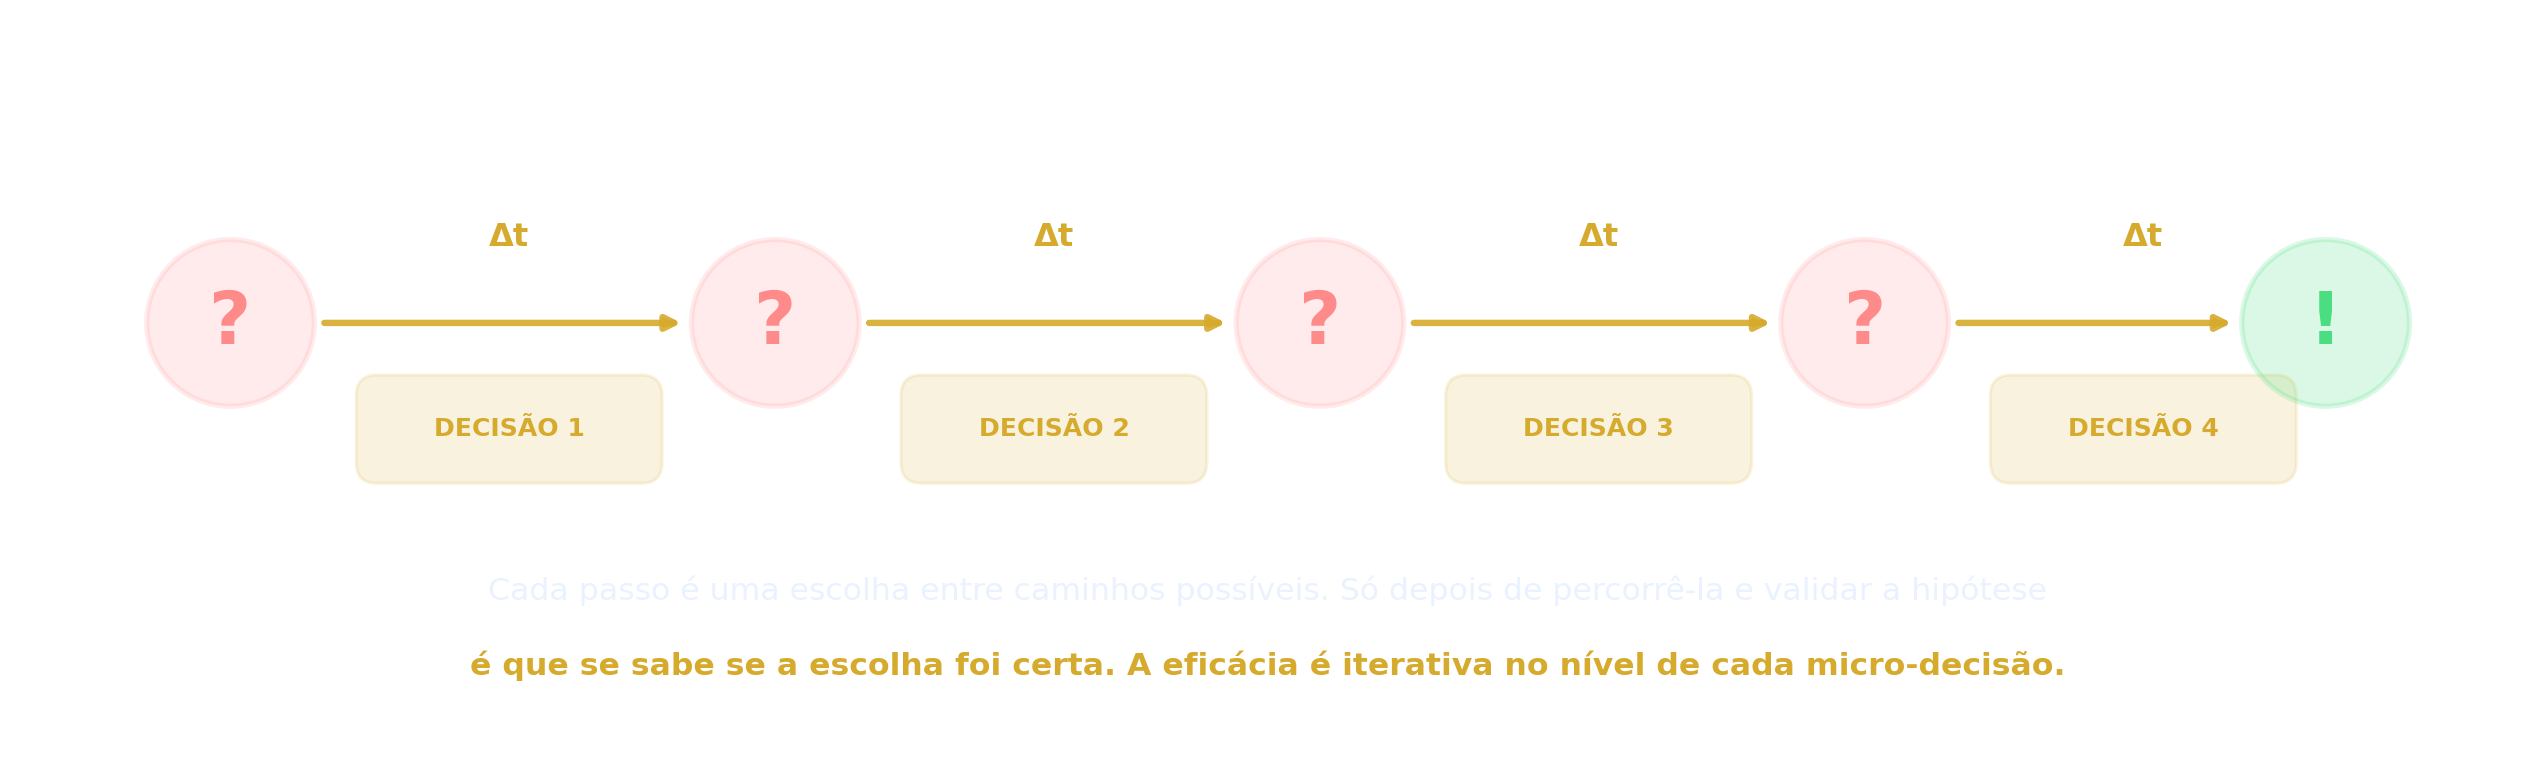 Δt
Δt
Δt
Δt
?
?
?
?
!
DECISÃO 1
DECISÃO 2
DECISÃO 3
DECISÃO 4
Cada passo é uma escolha entre caminhos possíveis. Só depois de percorrê-la e validar a hipótese
é que se sabe se a escolha foi certa. A eficácia é iterativa no nível de cada micro-decisão.